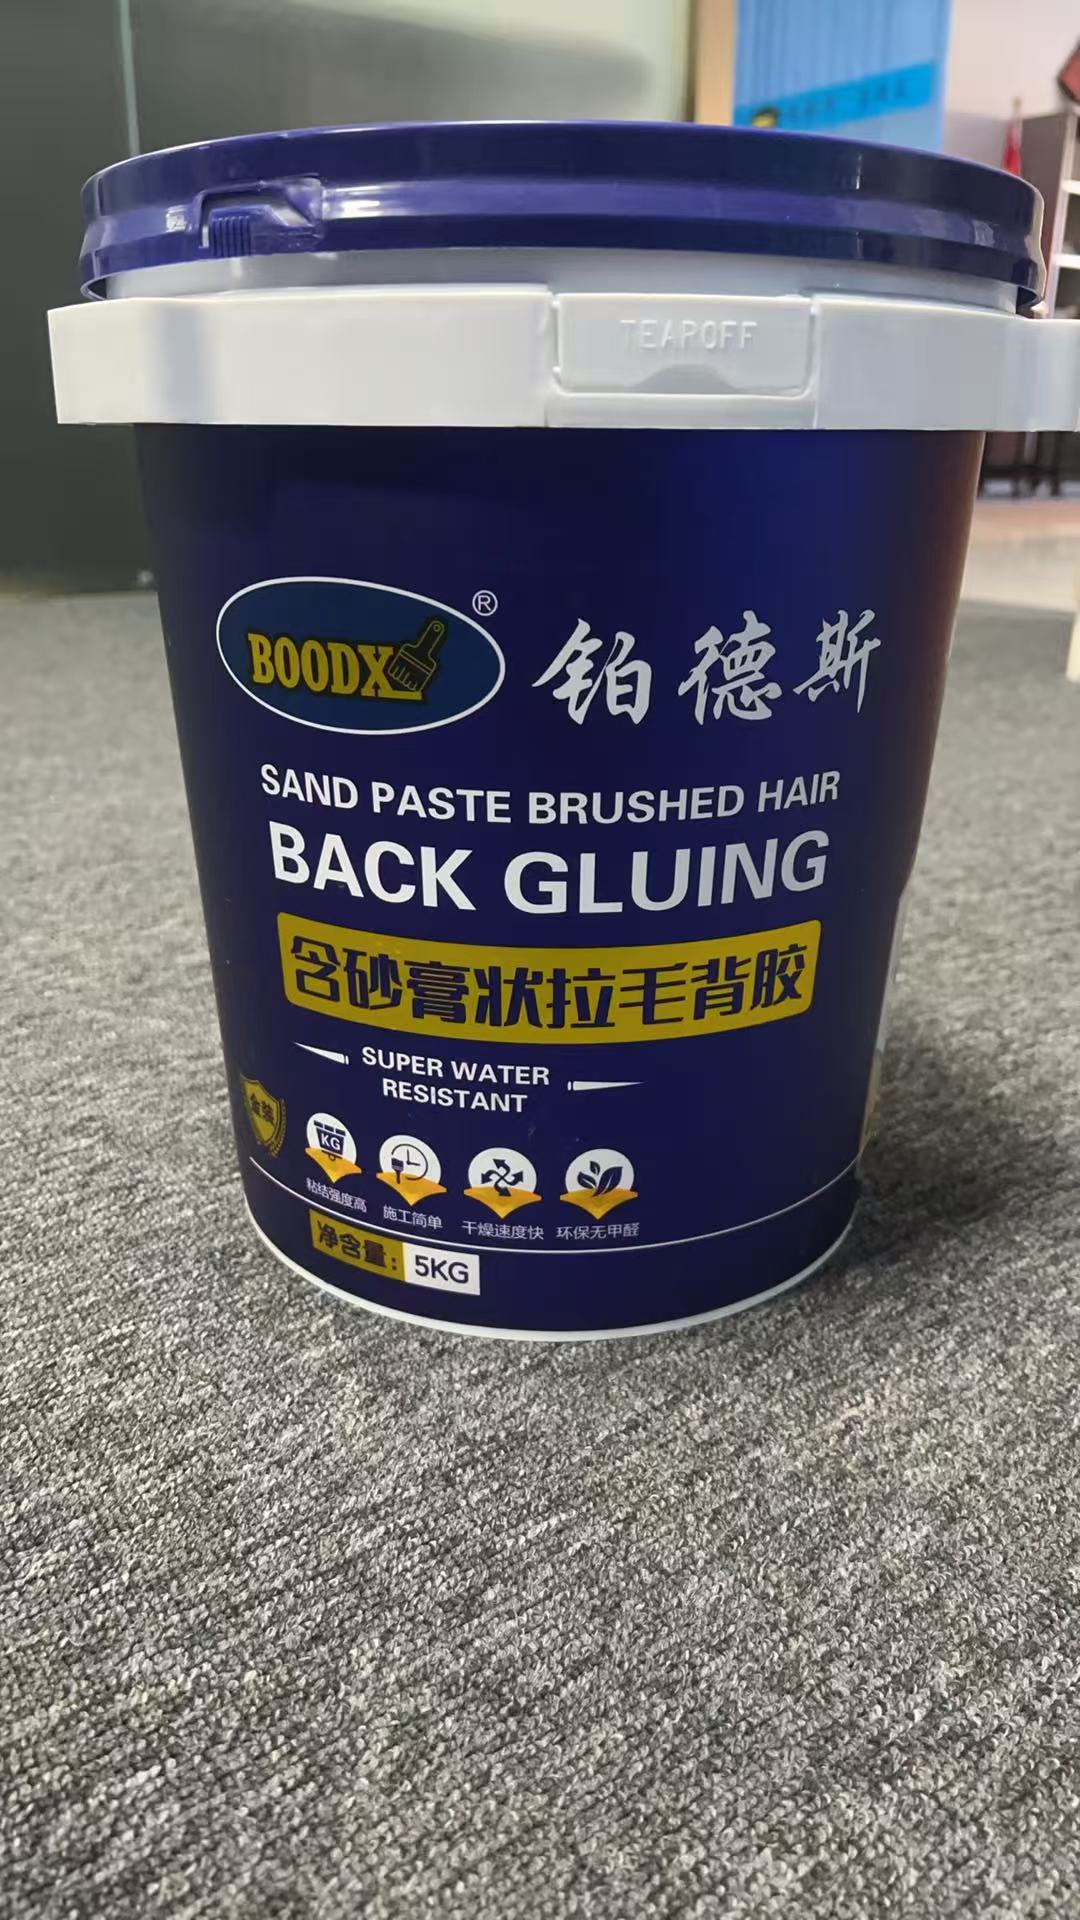 TEAROFF
BOODX ® 铂德斯
SAND PASTE BRUSHED HAIR
BACK GLUING
含砂膏状拉毛背胶
SUPER WATER
RESISTANT
金装
KG
粘结强度高 施工简单 干燥速度快 环保无甲醛
净含量: 5KG